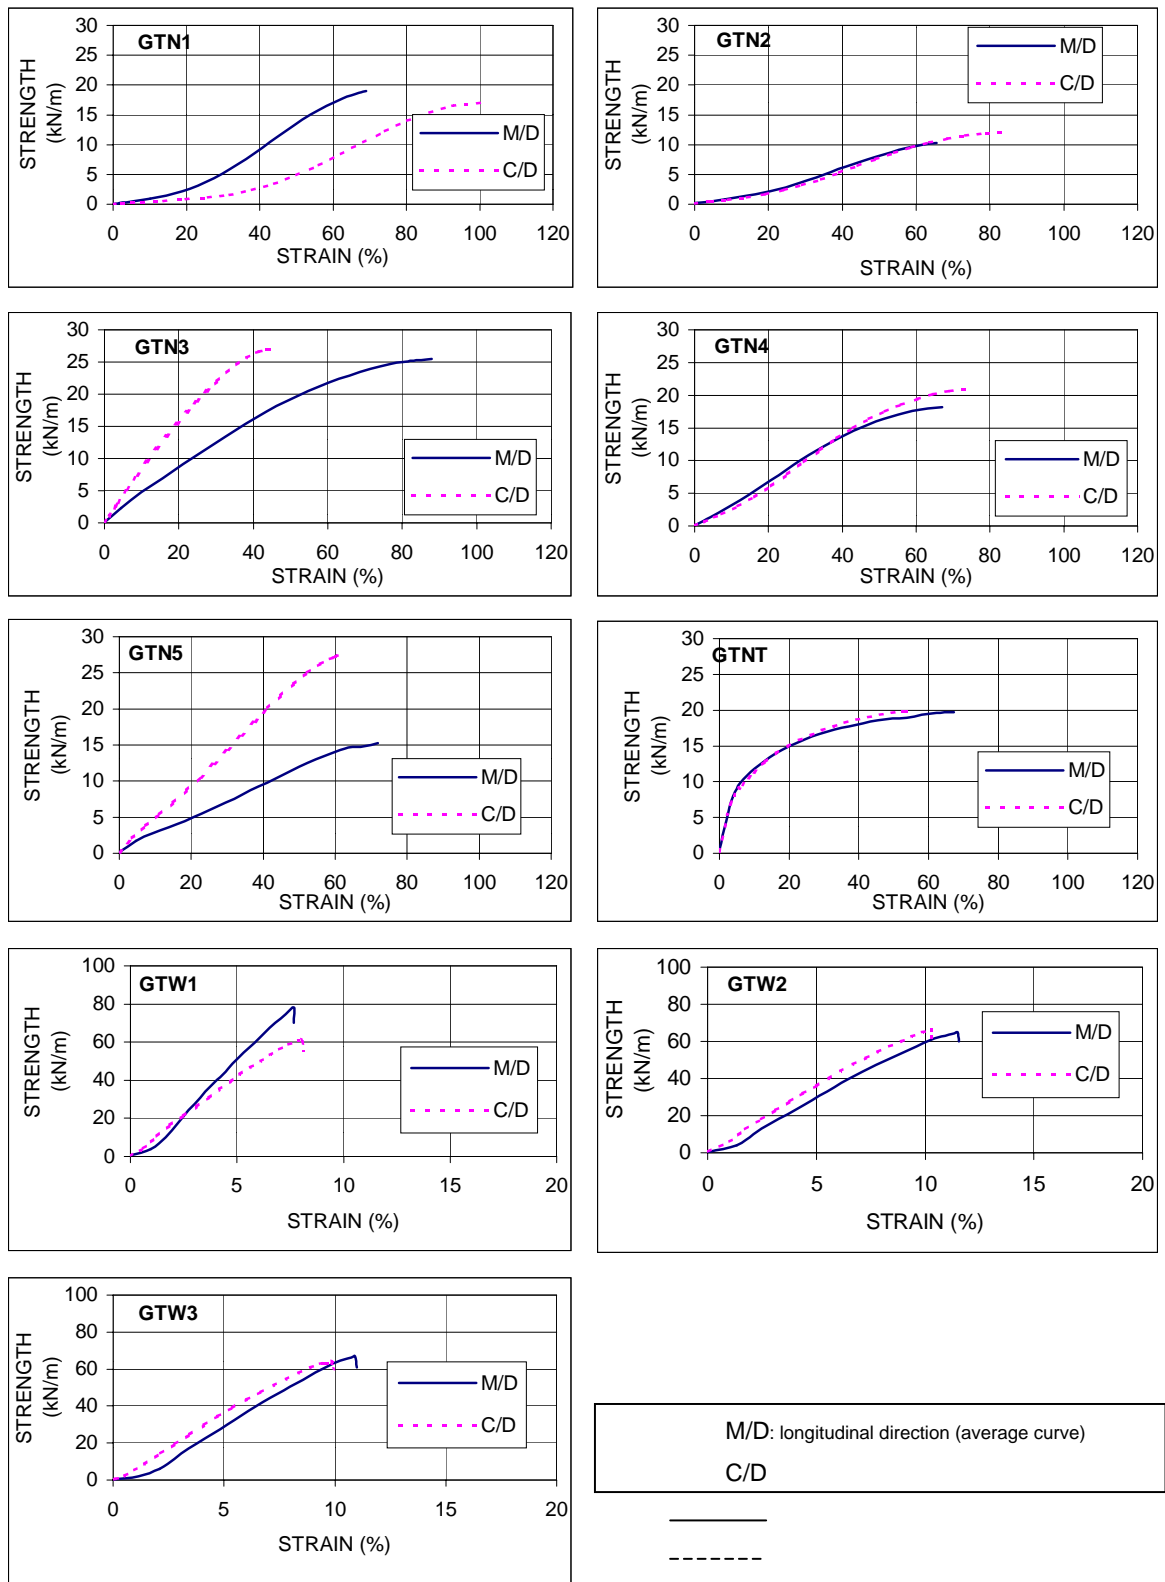 GTN1
STRENGTH
(kN/m)
30
25
20
15
10
5
0
M/D
C/D
0 20 40 60 80 100 120
STRAIN (%)
GTN2
STRENGTH
(kN/m)
30
25
20
15
10
5
0
M/D
C/D
0 20 40 60 80 100 120
STRAIN (%)
GTN3
STRENGTH
(kN/m)
30
25
20
15
10
5
0
M/D
C/D
0 20 40 60 80 100 120
STRAIN (%)
GTN4
STRENGTH
(kN/m)
30
25
20
15
10
5
0
M/D
C/D
0 20 40 60 80 100 120
STRAIN (%)
GTN5
STRENGTH
(kN/m)
30
25
20
15
10
5
0
M/D
C/D
0 20 40 60 80 100 120
STRAIN (%)
GTNT
STRENGTH
(kN/m)
30
25
20
15
10
5
0
M/D
C/D
0 20 40 60 80 100 120
STRAIN (%)
GTW1
STRENGTH
(kN/m)
100
80
60
40
20
0
M/D
C/D
0 5 10 15 20
STRAIN (%)
GTW2
STRENGTH
(kN/m)
100
80
60
40
20
0
M/D
C/D
0 5 10 15 20
STRAIN (%)
GTW3
STRENGTH
(kN/m)
100
80
60
40
20
0
M/D
C/D
0 5 10 15 20
STRAIN (%)
M/D: longitudinal direction (average curve)
C/D